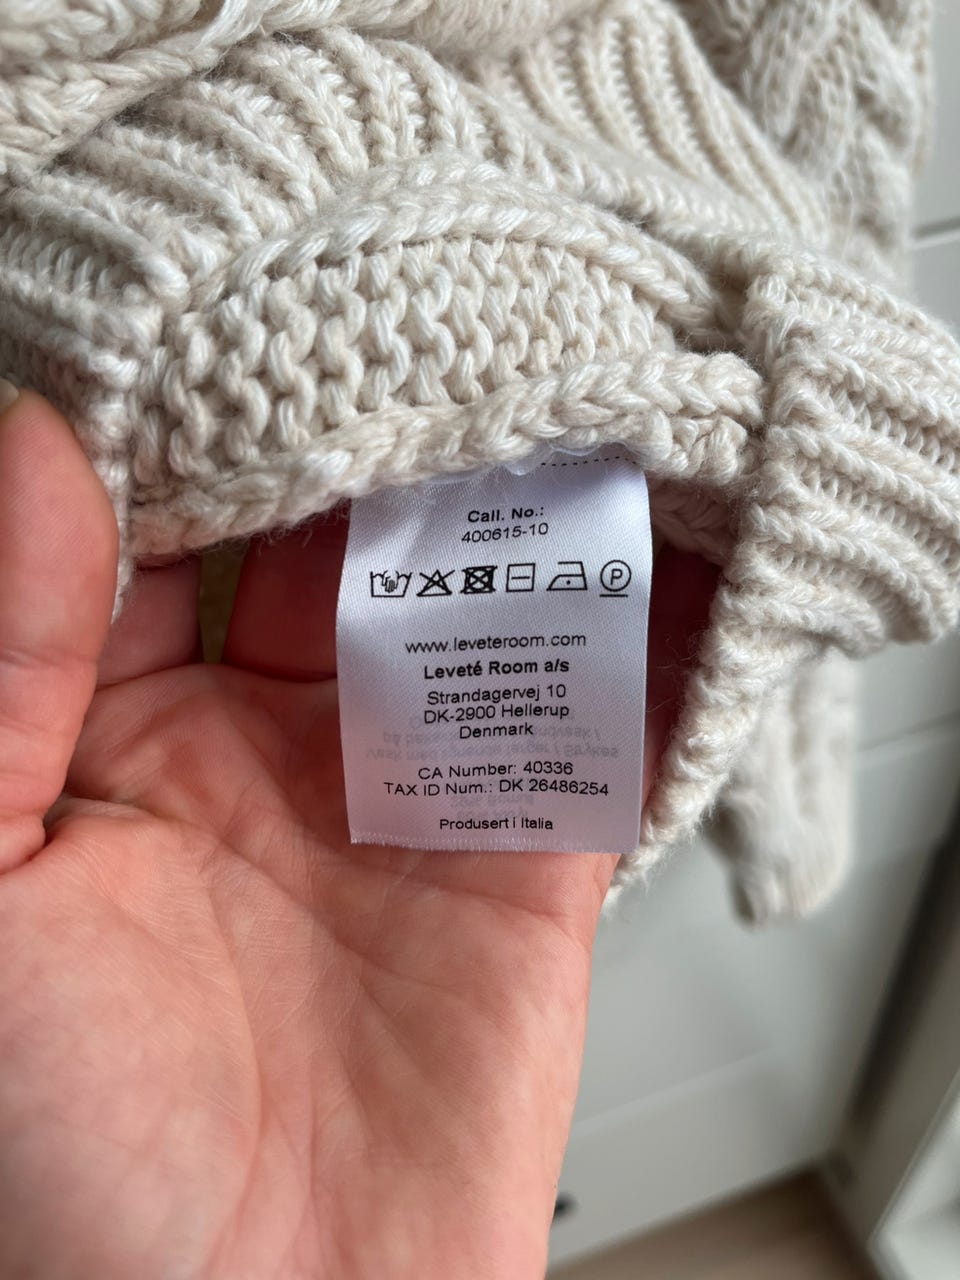 Call. No.:
400615-10
P
www.leveteroom.com
Leveté Room a/s
Strandagervej 10
DK-2900 Hellerup
Denmark
CA Number: 40336
TAX ID Num.: DK 26486254
Produsert i Italia